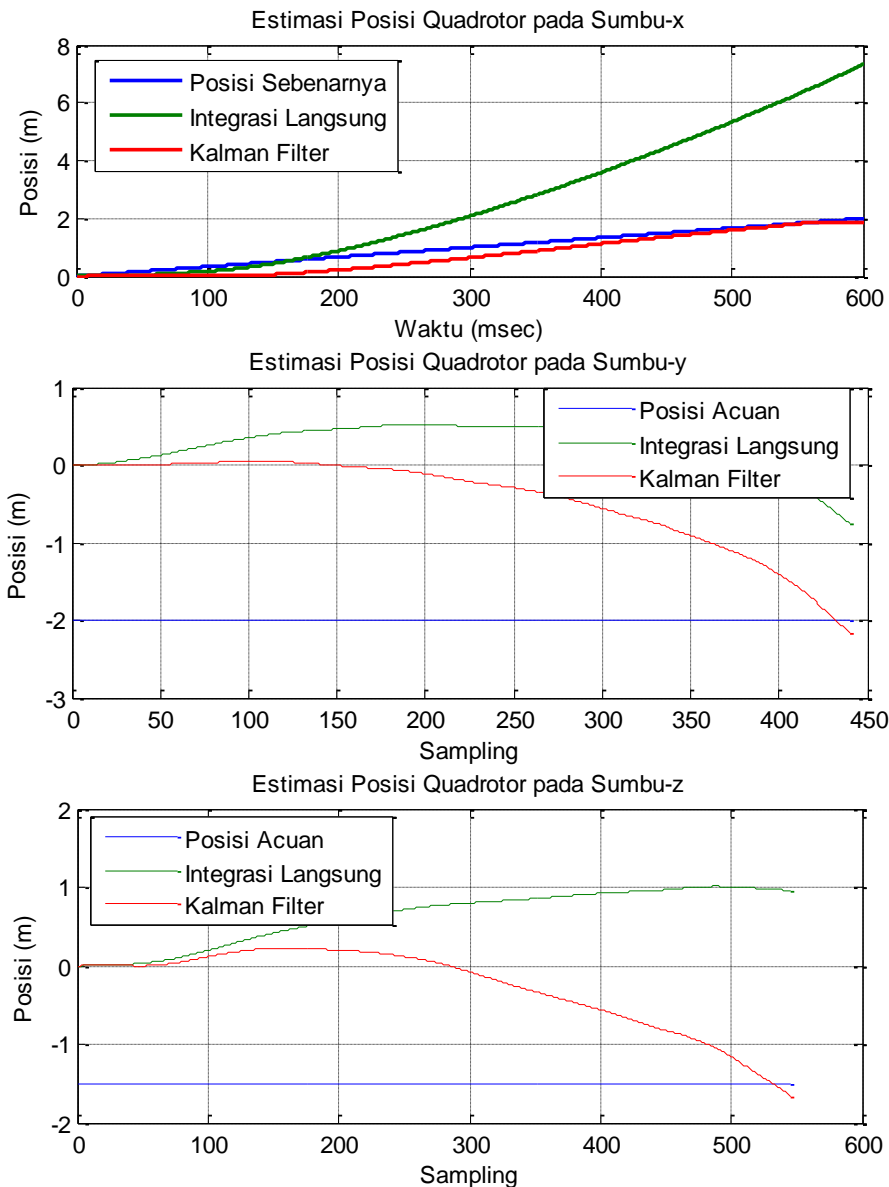 Estimasi Posisi Quadrotor pada Sumbu-x
8
6
4
2
0
Posisi (m)
Posisi Sebenarnya
Integrasi Langsung
Kalman Filter
0 100 200 300 400 500 600
Waktu (msec)
Estimasi Posisi Quadrotor pada Sumbu-y
1
0
-1
-2
-3
Posisi (m)
Posisi Acuan
Integrasi Langsung
Kalman Filter
0 50 100 150 200 250 300 350 400 450
Sampling
Estimasi Posisi Quadrotor pada Sumbu-z
2
1
0
-1
-2
Posisi (m)
Posisi Acuan
Integrasi Langsung
Kalman Filter
0 100 200 300 400 500 600
Sampling